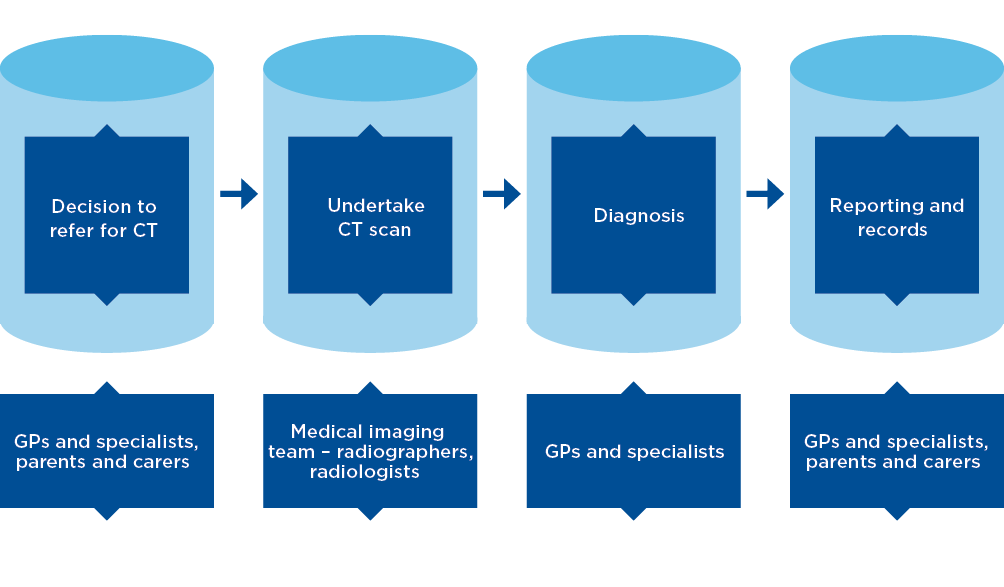 Decision to
refer for CT
Undertake
CT scan
Diagnosis
Reporting and
records
GPs and specialists,
parents and carers
Medical imaging
team – radiographers,
radiologists
GPs and specialists
GPs and specialists,
parents and carers